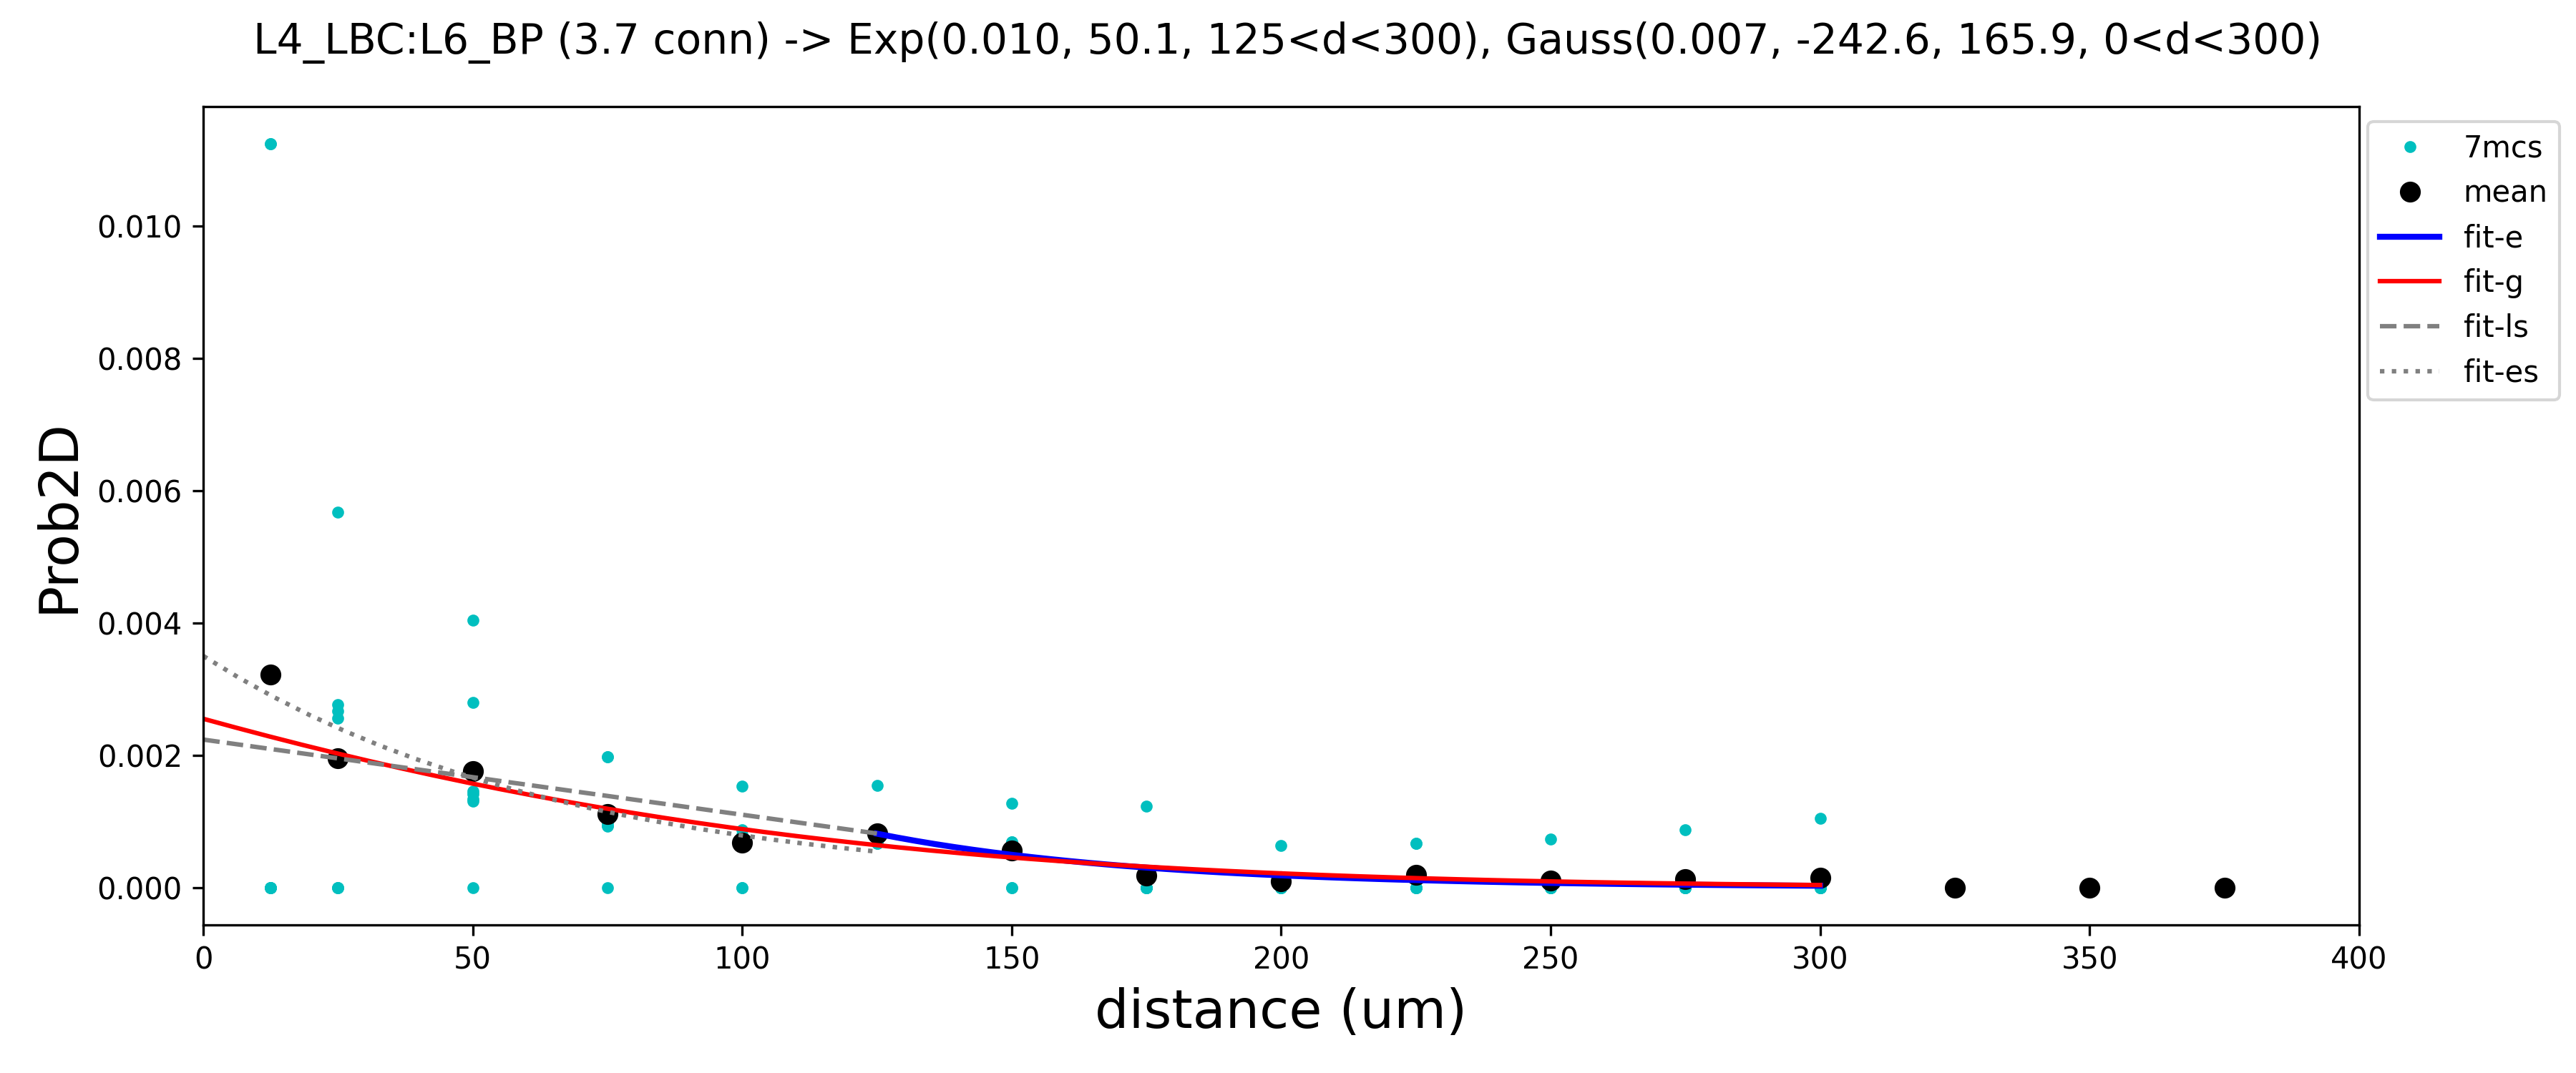 L4_LBC:L6_BP (3.7 conn) -> Exp(0.010, 50.1, 125<d<300), Gauss(0.007, -242.6, 165.9, 0<d<300)
7mcs
mean
fit-e
fit-g
fit-ls
fit-es
Prob2D
0.010
0.008
0.006
0.004
0.002
0.000
0 50 100 150 200 250 300 350 400
distance (um)